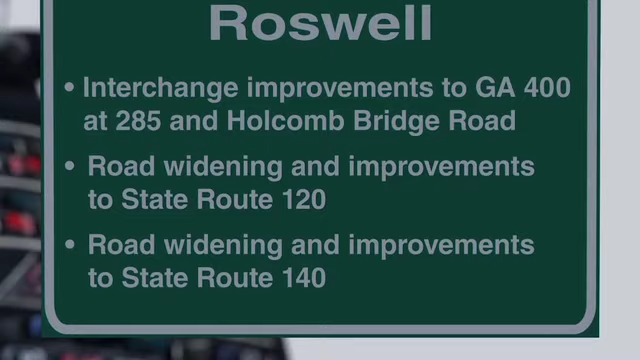 Roswell
• Interchange improvements to GA 400
at 285 and Holcomb Bridge Road
• Road widening and improvements
to State Route 120
• Road widening and improvements
to State Route 140